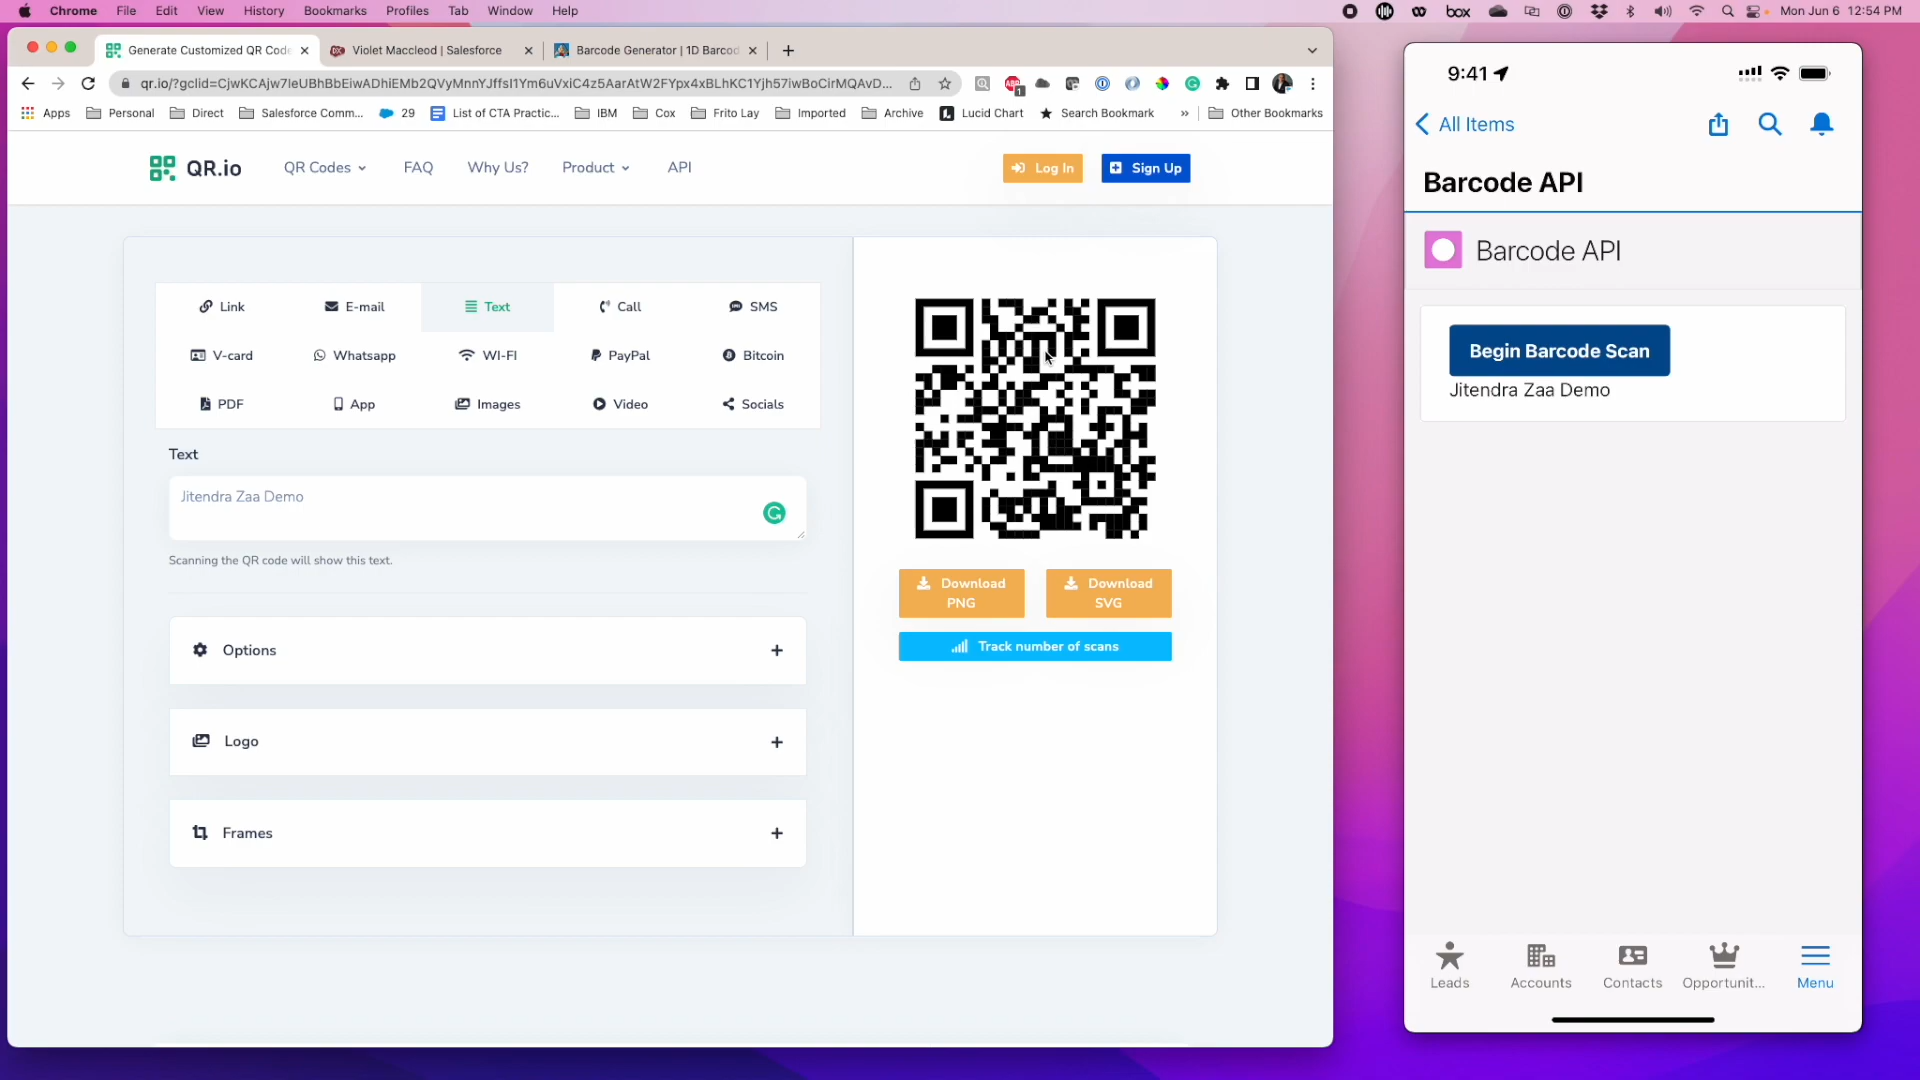 Chrome File Edit View History Bookmarks Profiles Tab Window Help
box Mon Jun 6 12:54 PM
Generate Customized QR Code
Violet Maccleod | Salesforce
Barcode Generator | 1D Barcod
qr.io/?gclid=
Apps Personal Direct Salesforce Comm... 29 List of CTA Practic... IBM Cox Frito Lay Imported Archive Lucid Chart Search Bookmark » Other Bookmarks
QR.io QR Codes FAQ Why Us? Product API Log In Sign Up
Link E-mail Text Call SMS
V-card Whatsapp WI-FI PayPal Bitcoin
PDF App Images Video Socials
Text
Jitendra Zaa Demo
Scanning the QR code will show this text.
Options +
Logo +
Frames +
Download PNG
Download SVG
Track number of scans
9:41
All Items
Barcode API
Barcode API
Begin Barcode Scan
Jitendra Zaa Demo
Leads Accounts Contacts Opportunit... Menu